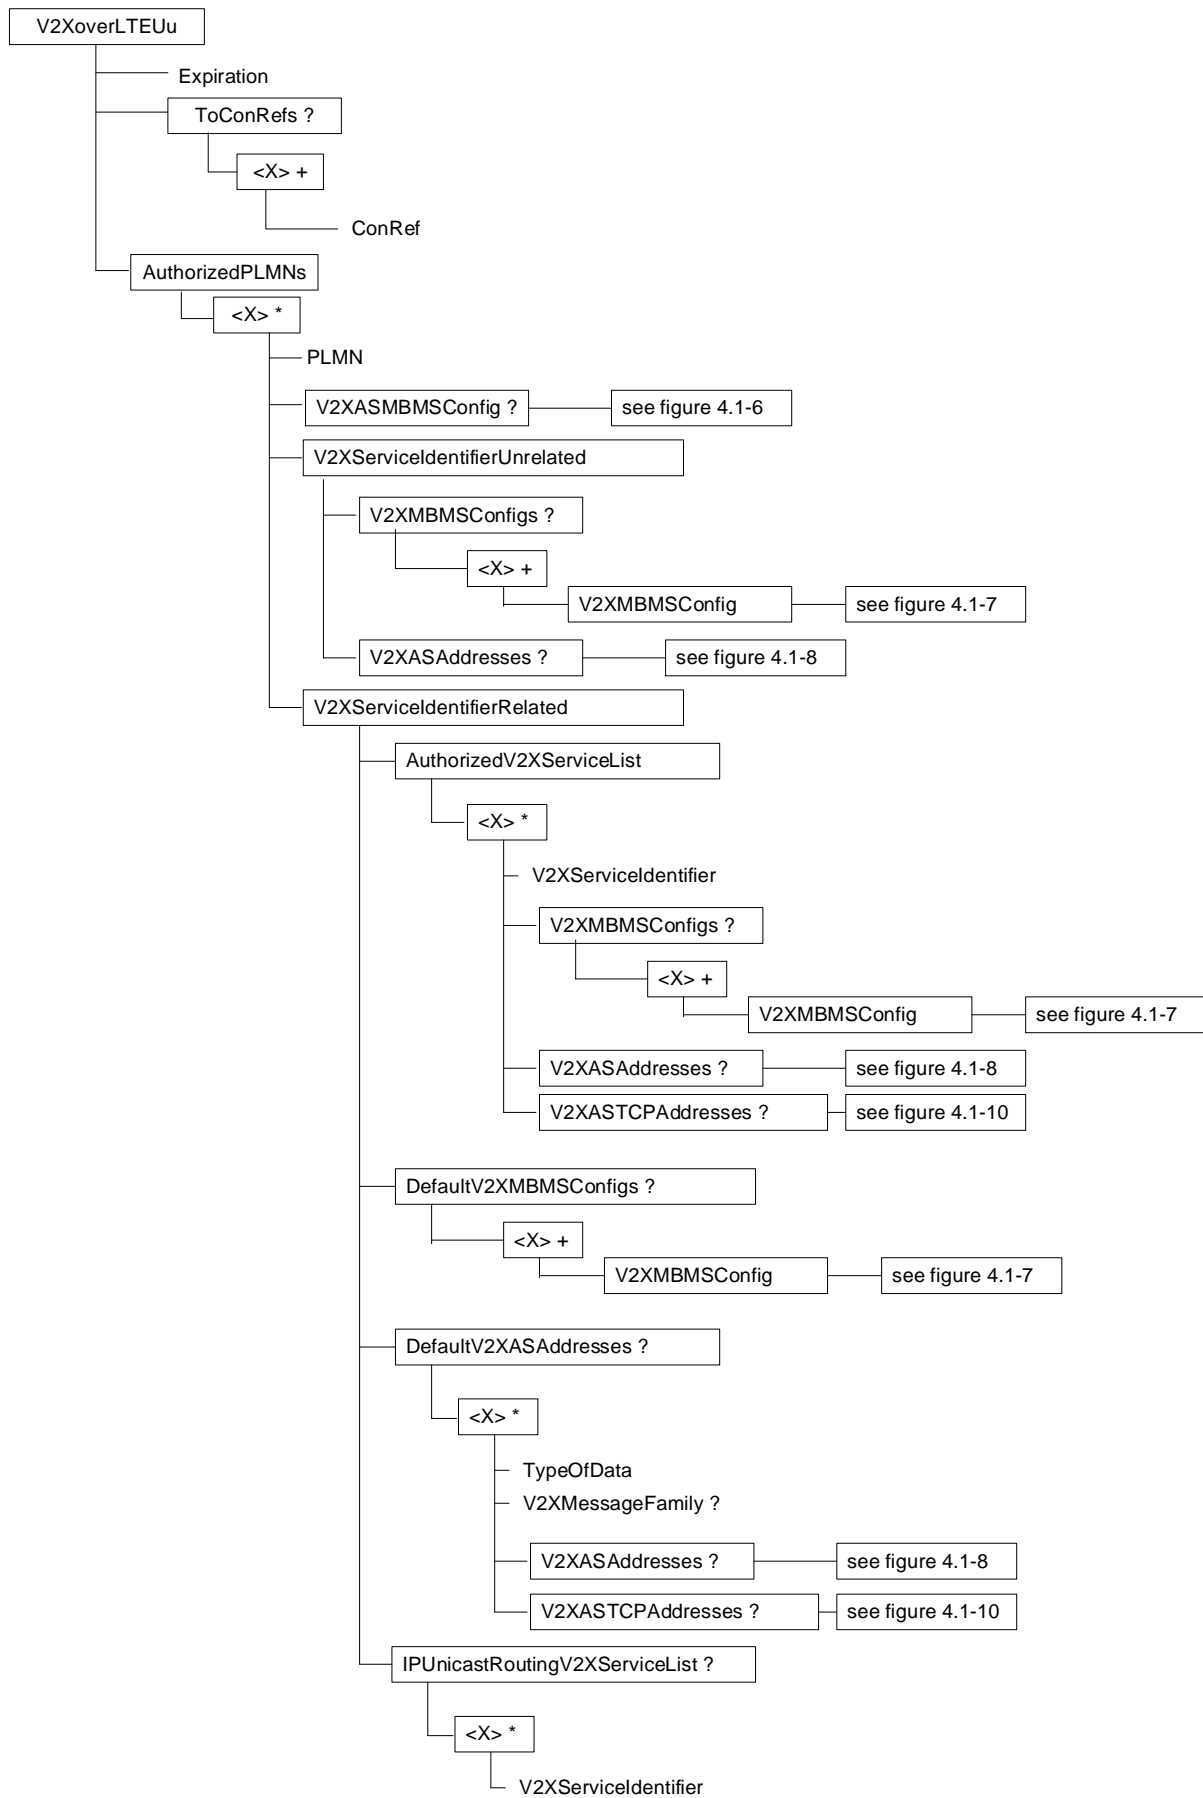 V2XoverLTEUu
Expiration
ToConRefs ?
<X> +
ConRef
AuthorizedPLMNs
<X> *
PLMN
V2XASMBMSConfig ?
see figure 4.1-6
V2XServiceIdentifierUnrelated
V2XMBMSConfigs ?
<X> +
V2XMBMSConfig
see figure 4.1-7
V2XASAddresses ?
see figure 4.1-8
V2XServiceIdentifierRelated
AuthorizedV2XServiceList
<X> *
V2XServiceIdentifier
V2XMBMSConfigs ?
<X> +
V2XMBMSConfig
see figure 4.1-7
V2XASAddresses ?
see figure 4.1-8
V2XASTCPAddresses ?
see figure 4.1-10
DefaultV2XMBMSConfigs ?
<X> +
V2XMBMSConfig
see figure 4.1-7
DefaultV2XASAddresses ?
<X> *
TypeOfData
V2XMessageFamily ?
V2XASAddresses ?
see figure 4.1-8
V2XASTCPAddresses ?
see figure 4.1-10
IPUnicastRoutingV2XServiceList ?
<X> *
V2XServiceIdentifier